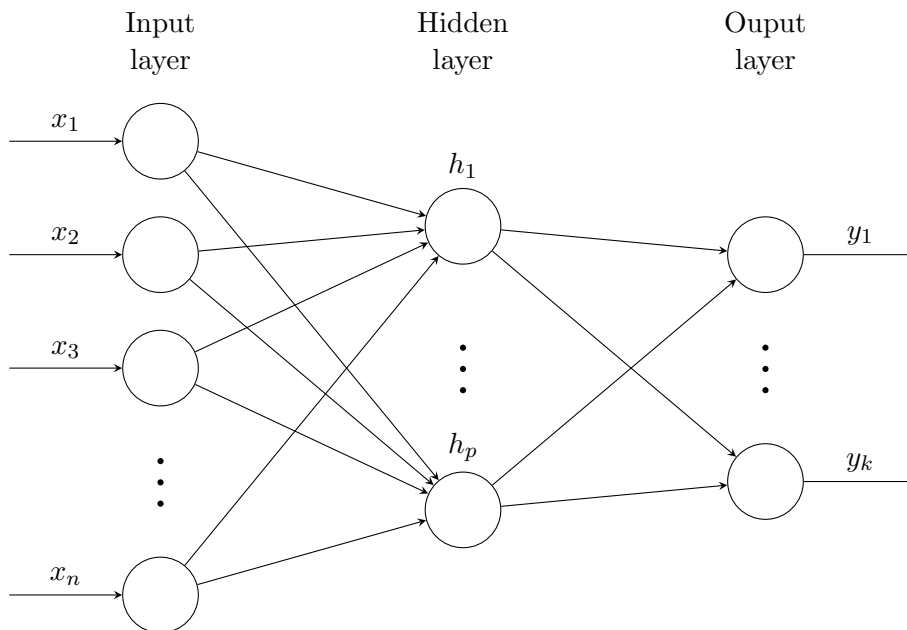 Input
layer
Hidden
layer
Ouput
layer
x₁
x₂
x₃
xₙ
h₁
hₚ
y₁
yₖ